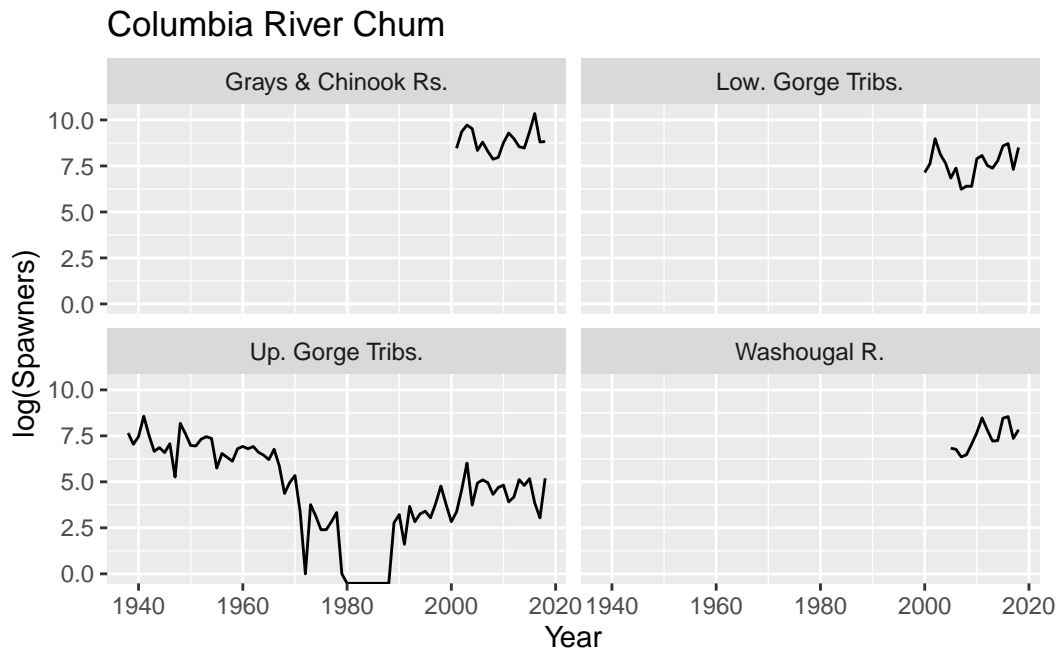 Columbia River Chum
Grays & Chinook Rs.
Low. Gorge Tribs.
10.0
7.5
5.0
2.5
0.0
Up. Gorge Tribs.
Washougal R.
10.0
7.5
5.0
2.5
0.0
log(Spawners)
1940 1960 1980 2000 2020 1940 1960 1980 2000 2020
Year